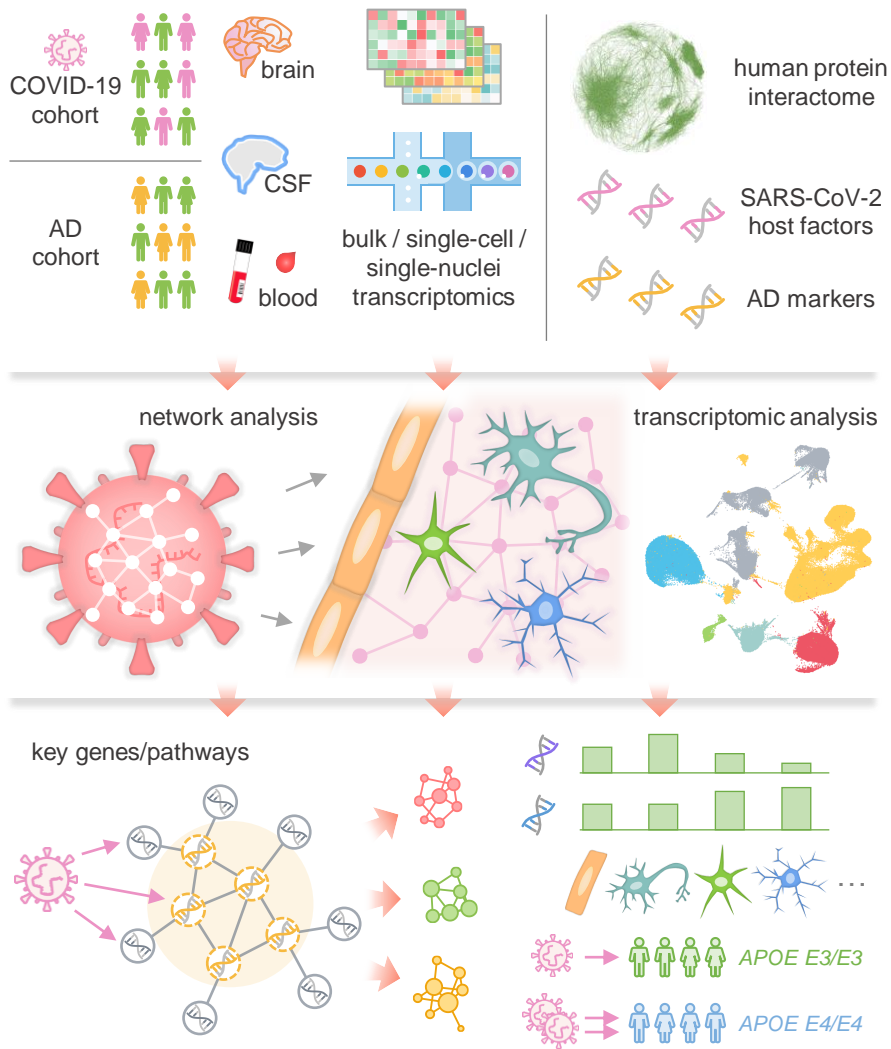 COVID-19
cohort
AD
cohort
brain
CSF
blood
bulk / single-cell /
single-nuclei
transcriptomics
human protein
interactome
SARS-CoV-2
host factors
AD markers
network analysis
transcriptomic analysis
key genes/pathways
...
APOE E3/E3
APOE E4/E4